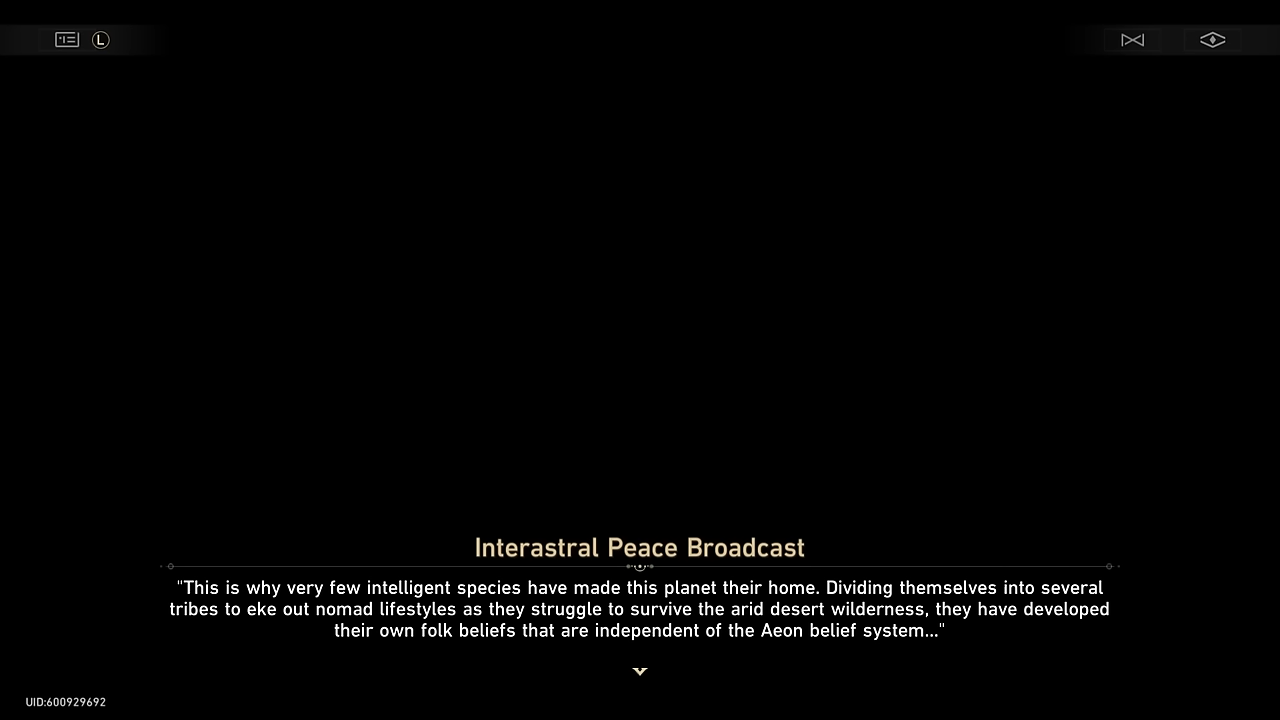 L
Interastral Peace Broadcast
"This is why very few intelligent species have made this planet their home. Dividing themselves into several
tribes to eke out nomad lifestyles as they struggle to survive the arid desert wilderness, they have developed
their own folk beliefs that are independent of the Aeon belief system..."
UID:600929692